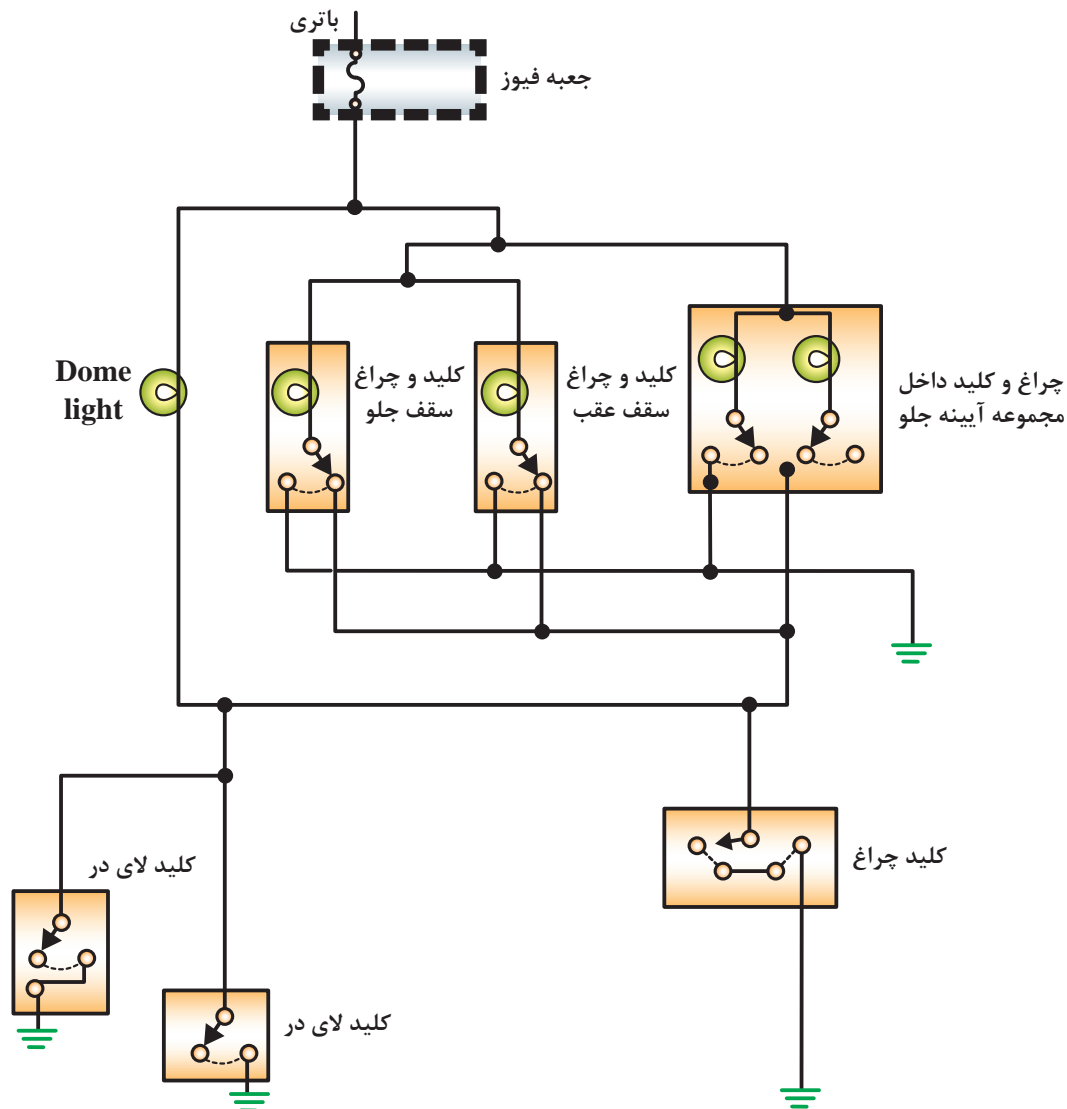 باتری
جعبه فیوز
Dome
light
کلید و چراغ
سقف جلو
کلید و چراغ
سقف عقب
چراغ و کلید داخل
مجموعه آیینه جلو
کلید لای در
کلید چراغ
کلید لای در